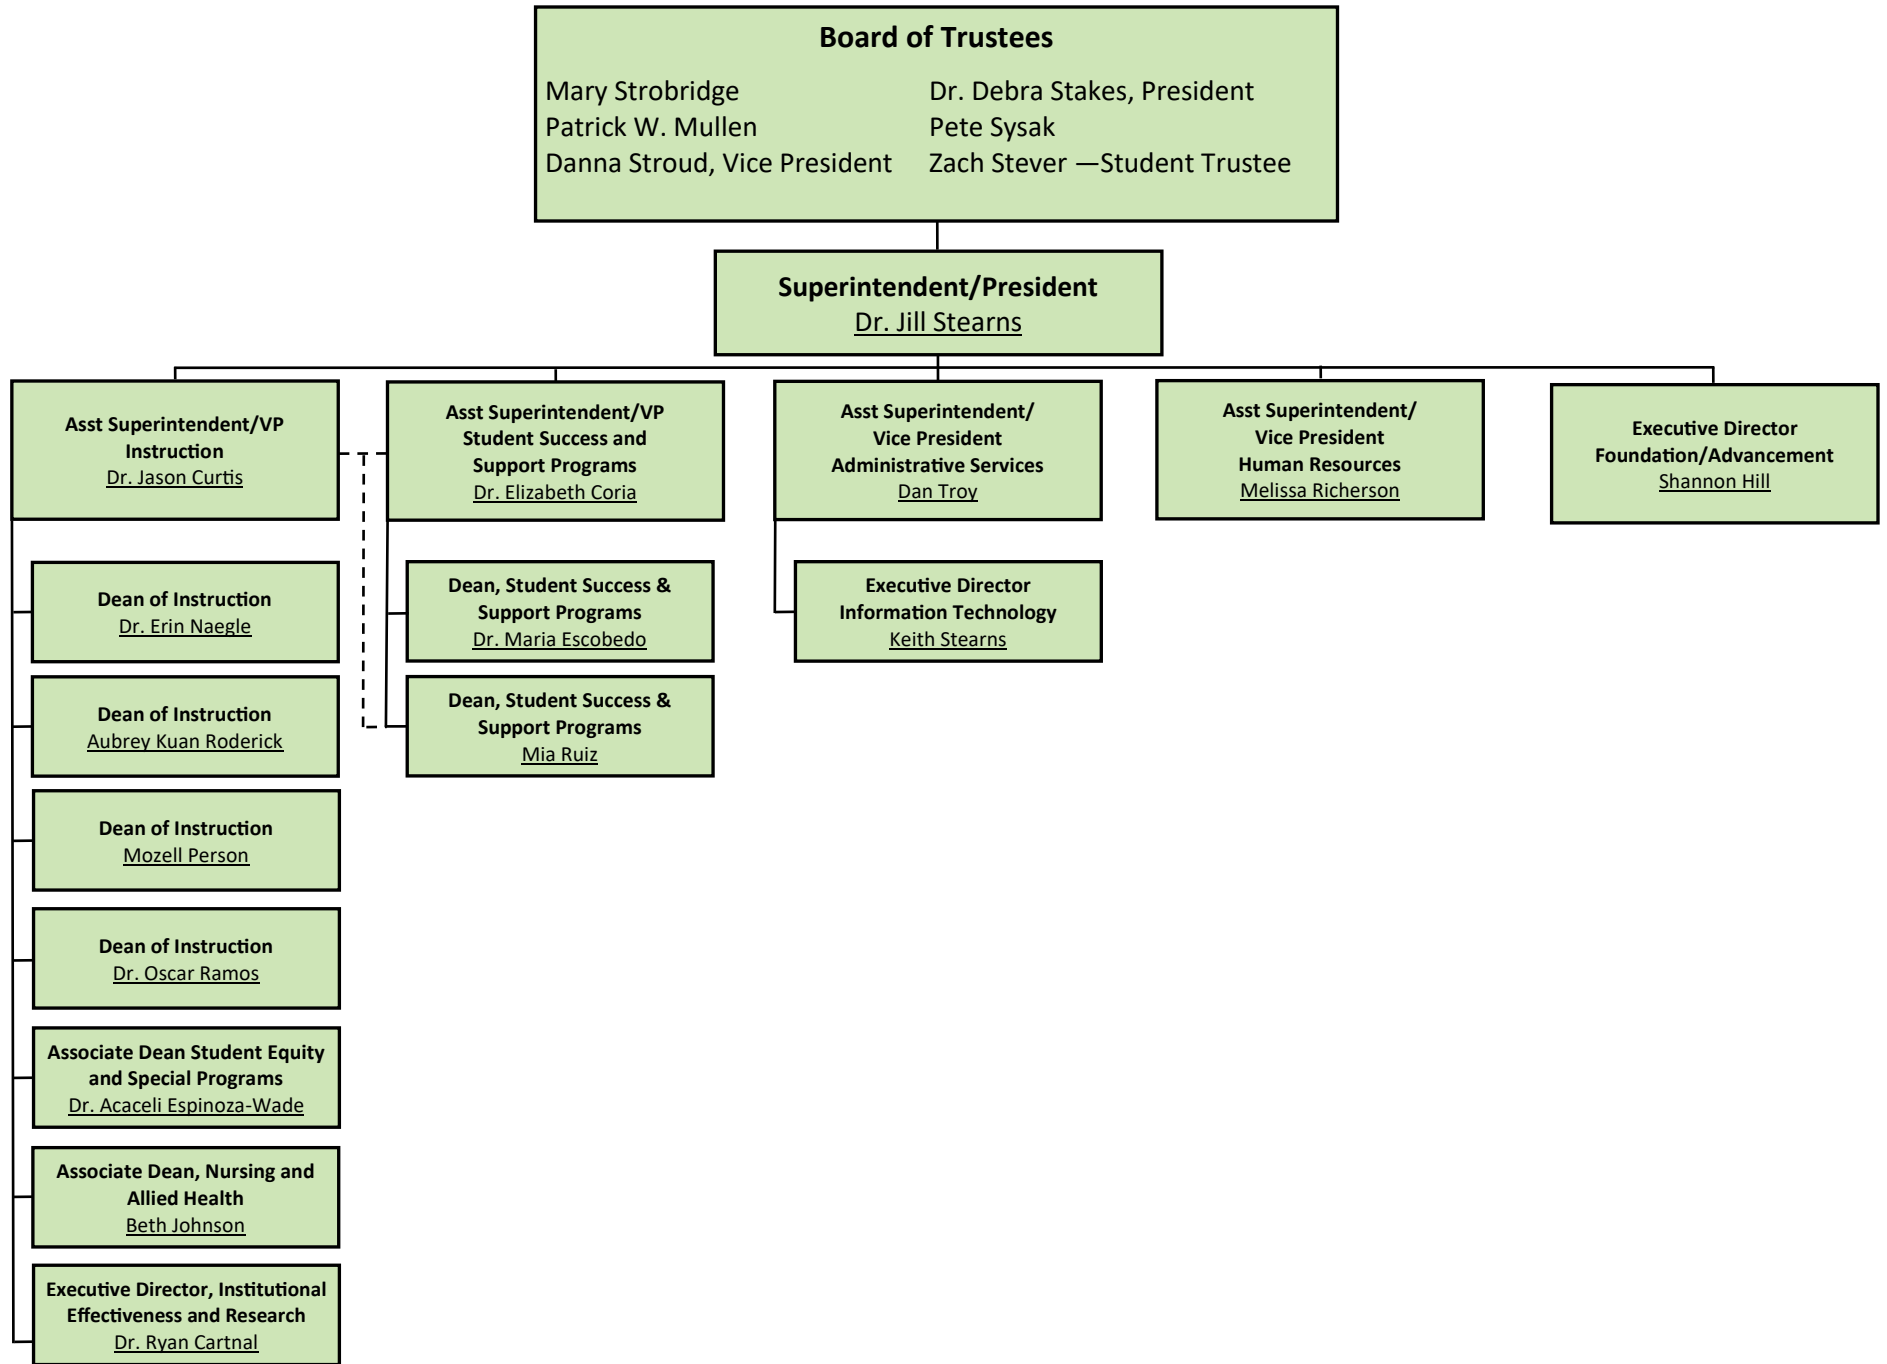 Board of Trustees
Mary Strobridge
Patrick W. Mullen
Danna Stroud, Vice President
Dr. Debra Stakes, President
Pete Sysak
Zach Stever —Student Trustee
Superintendent/President
Dr. Jill Stearns
Asst Superintendent/VP
Instruction
Dr. Jason Curtis
Asst Superintendent/VP
Student Success and
Support Programs
Dr. Elizabeth Coria
Asst Superintendent/
Vice President
Administrative Services
Dan Troy
Asst Superintendent/
Vice President
Human Resources
Melissa Richerson
Executive Director
Foundation/Advancement
Shannon Hill
Dean of Instruction
Dr. Erin Naegle
Dean of Instruction
Aubrey Kuan Roderick
Dean of Instruction
Mozell Person
Dean of Instruction
Dr. Oscar Ramos
Associate Dean Student Equity
and Special Programs
Dr. Acaceli Espinoza-Wade
Associate Dean, Nursing and
Allied Health
Beth Johnson
Executive Director, Institutional
Effectiveness and Research
Dr. Ryan Cartnal
Dean, Student Success &
Support Programs
Dr. Maria Escobedo
Dean, Student Success &
Support Programs
Mia Ruiz
Executive Director
Information Technology
Keith Stearns